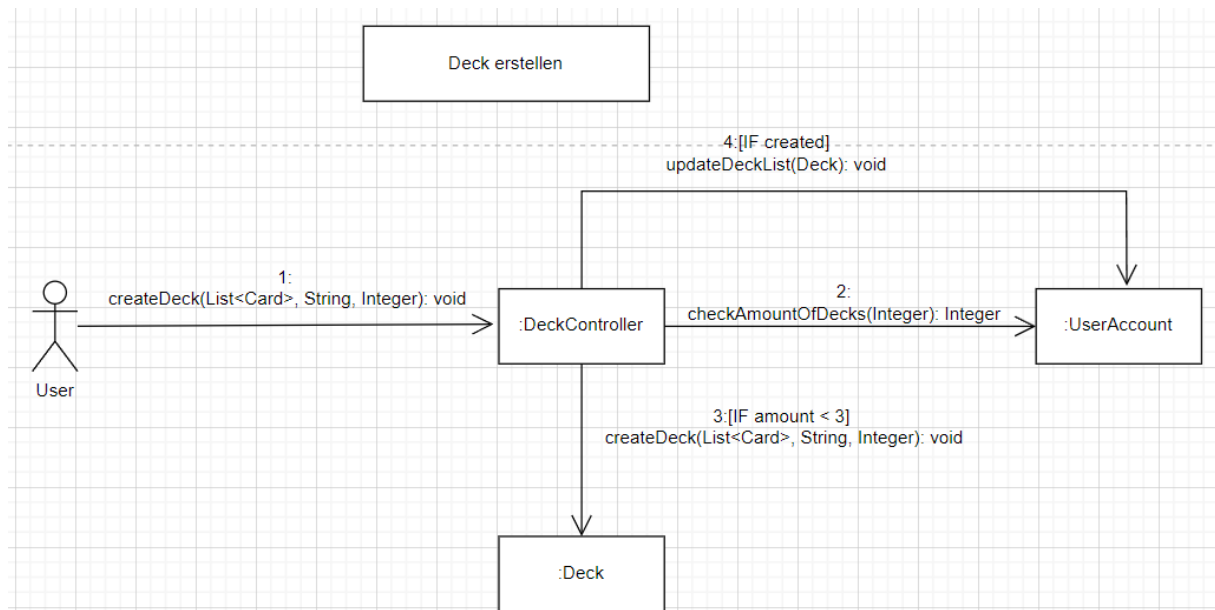 Deck erstellen
4:[IF created]
updateDeckList(Deck): void
1:
createDeck(List<Card>, String, Integer): void
2:
checkAmountOfDecks(Integer): Integer
:DeckController
:UserAccount
User
3:[IF amount < 3]
createDeck(List<Card>, String, Integer): void
:Deck